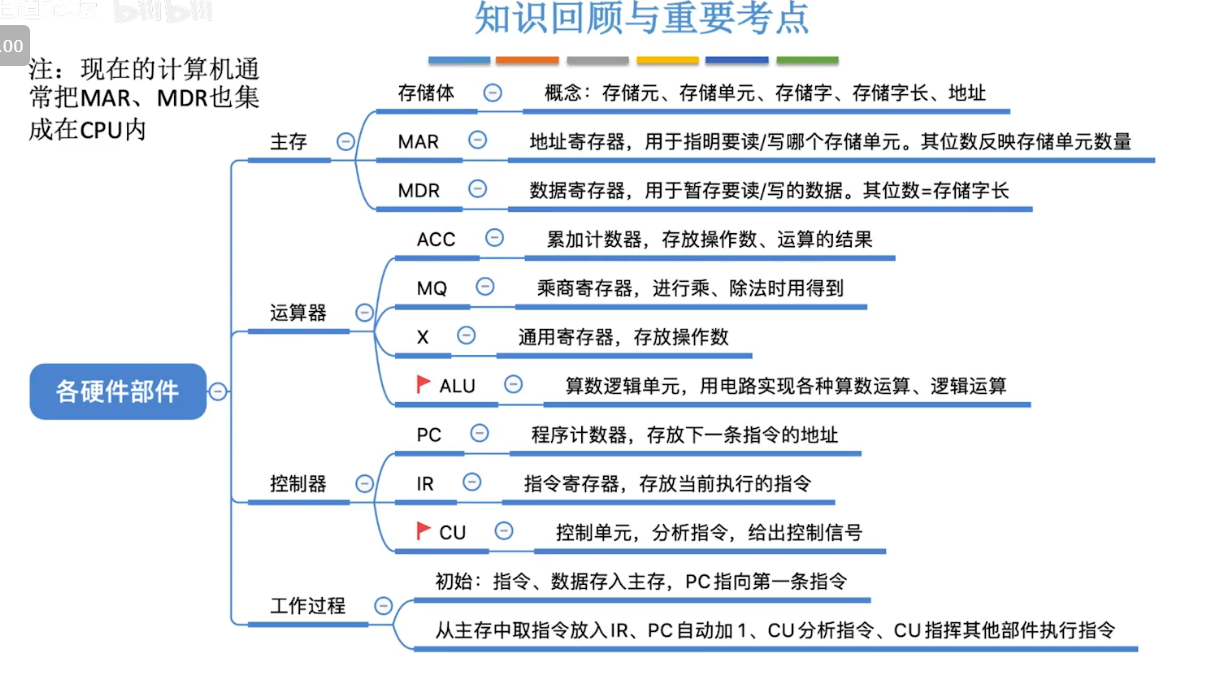 bilibili
.00
知识回顾与重要考点
注：现在的计算机通
常把MAR、MDR也集
成在CPU内
各硬件部件
主存
存储体
概念：存储元、存储单元、存储字、存储字长、地址
MAR
地址寄存器，用于指明要读/写哪个存储单元。其位数反映存储单元数量
MDR
数据寄存器，用于暂存要读/写的数据。其位数=存储字长
运算器
ACC
累加计数器，存放操作数、运算的结果
MQ
乘商寄存器，进行乘、除法时用得到
X
通用寄存器，存放操作数
ALU
算数逻辑单元，用电路实现各种算数运算、逻辑运算
控制器
PC
程序计数器，存放下一条指令的地址
IR
指令寄存器，存放当前执行的指令
CU
控制单元，分析指令，给出控制信号
工作过程
初始：指令、数据存入主存，PC指向第一条指令
从主存中取指令放入IR、PC自动加1、CU分析指令、CU指挥其他部件执行指令